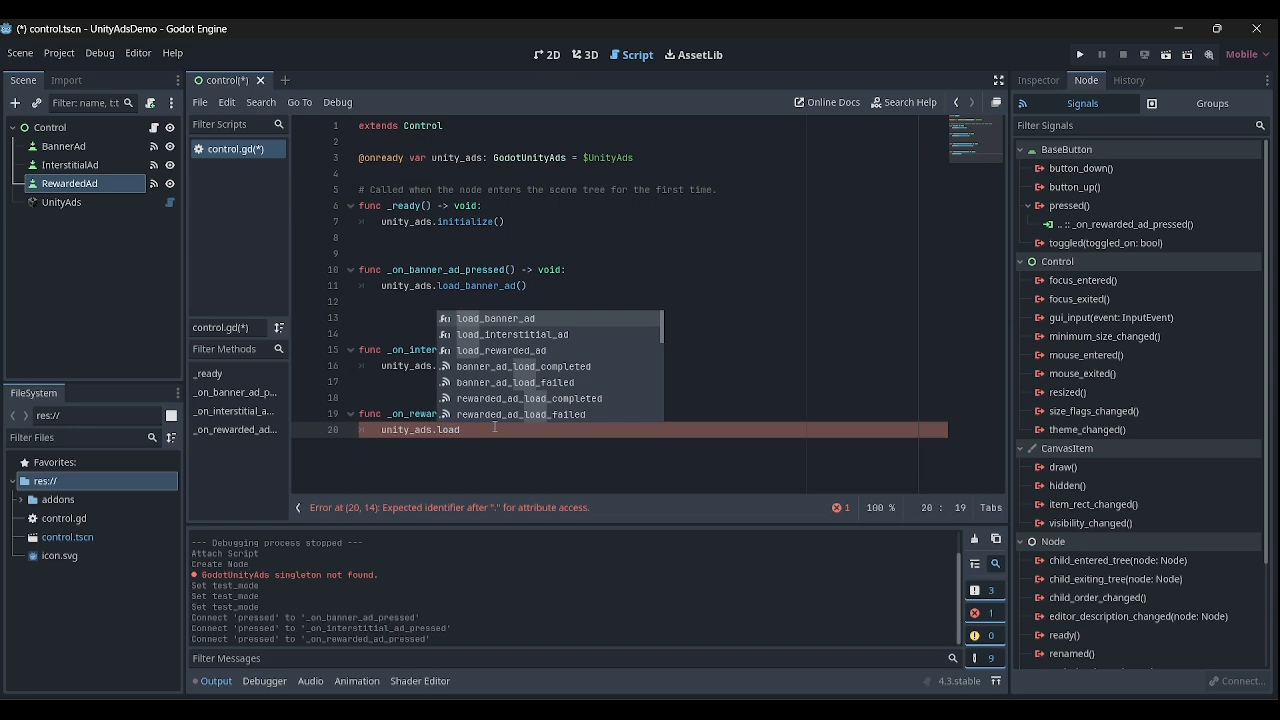 (*) control.tscn - UnityAdsDemo - Godot Engine
Scene Project Debug Editor Help
2D 3D Script AssetLib
Mobile
Scene Import
control(*)
Inspector Node History
Filter: name, t:t
File Edit Search Go To Debug
Online Docs Search Help
Signals Groups
Filter Scripts
Filter Signals
Control
BannerAd
InterstitialAd
RewardedAd
UnityAds
control.gd(*)
control.gd(*)
Filter Methods
_ready
_on_banner_ad_p...
_on_interstitial_a...
_on_rewarded_ad...
1 extends Control
2
3 @onready var unity_ads: GodotUnityAds = $UnityAds
4
5 # Called when the node enters the scene tree for the first time.
6 func _ready() -> void:
7 unity_ads.initialize()
8
9
10 func _on_banner_ad_pressed() -> void:
11 unity_ads.load_banner_ad()
12
13
14
15 func _on_inter
16 unity_ads.
17
18
19 func _on_rewar
20 unity_ads.load
load_banner_ad
load_interstitial_ad
load_rewarded_ad
banner_ad_load_completed
banner_ad_load_failed
rewarded_ad_load_completed
rewarded_ad_load_failed
Error at (20, 14): Expected identifier after "." for attribute access.
1 100 % 20 : 19 Tabs
BaseButton
button_down()
button_up()
pressed()
.. :: _on_rewarded_ad_pressed()
toggled(toggled_on: bool)
Control
focus_entered()
focus_exited()
gui_input(event: InputEvent)
minimum_size_changed()
mouse_entered()
mouse_exited()
resized()
size_flags_changed()
theme_changed()
CanvasItem
draw()
hidden()
item_rect_changed()
visibility_changed()
Node
child_entered_tree(node: Node)
child_exiting_tree(node: Node)
child_order_changed()
editor_description_changed(node: Node)
ready()
renamed()
Connect...
FileSystem
res://
Filter Files
Favorites:
res://
addons
control.gd
control.tscn
icon.svg
--- Debugging process stopped ---
Attach Script
Create Node
GodotUnityAds singleton not found.
Set test_mode
Set test_mode
Set test_mode
Connect 'pressed' to '_on_banner_ad_pressed'
Connect 'pressed' to '_on_interstitial_ad_pressed'
Connect 'pressed' to '_on_rewarded_ad_pressed'
3
1
0
9
Filter Messages
Output Debugger Audio Animation Shader Editor
4.3.stable